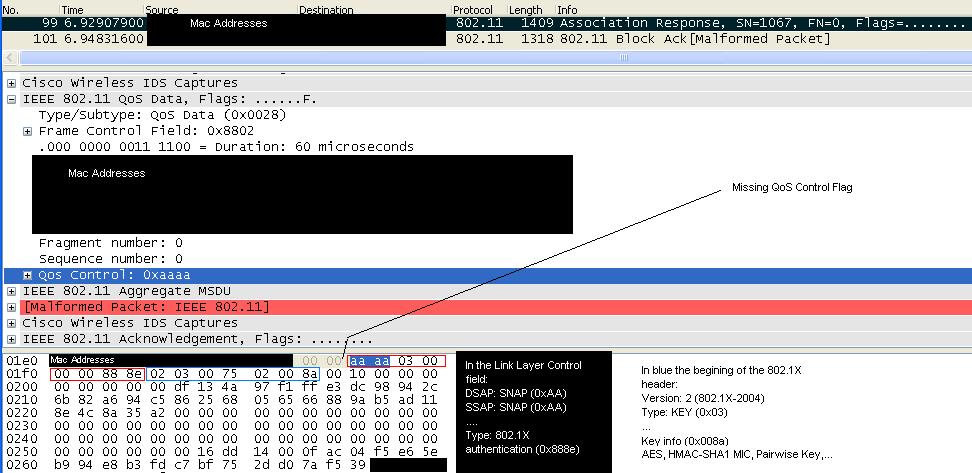 No. Time Source Destination Protocol Length Info
Mac Addresses
99 6.92907900 802.11 1409 Association Response, SN=1067, FN=0, Flags=........
101 6.94831600 802.11 1318 802.11 Block Ack[Malformed Packet]
Cisco Wireless IDS Captures
IEEE 802.11 QoS Data, Flags: ......F.
Type/Subtype: QoS Data (0x0028)
Frame Control Field: 0x8802
.000 0000 0011 1100 = Duration: 60 microseconds
Mac Addresses
Missing QoS Control Flag
Fragment number: 0
Sequence number: 0
QoS Control: 0xaaaa
IEEE 802.11 Aggregate MSDU
[Malformed Packet: IEEE 802.11]
Cisco Wireless IDS Captures
IEEE 802.11 Acknowledgement, Flags: ........
01e0 Mac Addresses 00 00 aa aa 03 00
01f0 00 00 88 8e 02 03 00 75 02 00 8a 00 10 00 00 00
0200 00 00 00 00 df 13 4a 97 f1 ff e3 dc 98 94 2c
0210 6b 82 a6 94 c5 86 25 68 05 65 66 88 9a b5 ad 11
0220 8e 4c 8a 35 a2 00 00 00 00 00 00 00 00 00 00 00
0230 00 00 00 00 00 00 00 00 00 00 00 00 00 00 00 00
0240 00 00 00 00 00 00 00 00 00 00 00 00 00 00 00 00
0250 00 00 00 00 00 16 dd 14 00 0f ac 04 f5 e6 5e
0260 b9 94 e8 b3 fd c7 bf 75 2d d0 7a f5 39
In the Link Layer Control
field:
DSAP: SNAP (0xAA)
SSAP: SNAP (0xAA)
....
Type: 802.1X
authentication (0x888e)
In blue the begining of the 802.1X
header:
Version: 2 (802.1X-2004)
Type: KEY (0x03)
...
Key info (0x008a)
AES, HMAC-SHA1 MIC, Pairwise Key,...